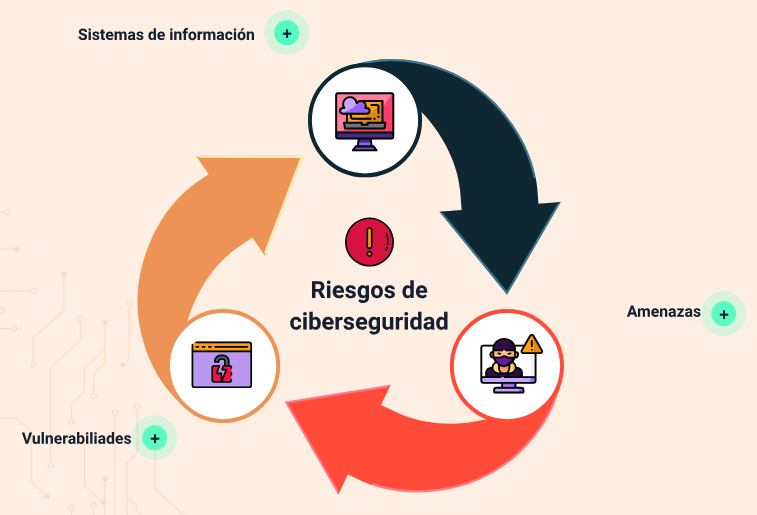 Sistemas de información
Riesgos de
ciberseguridad
Amenazas
Vulnerabiliades